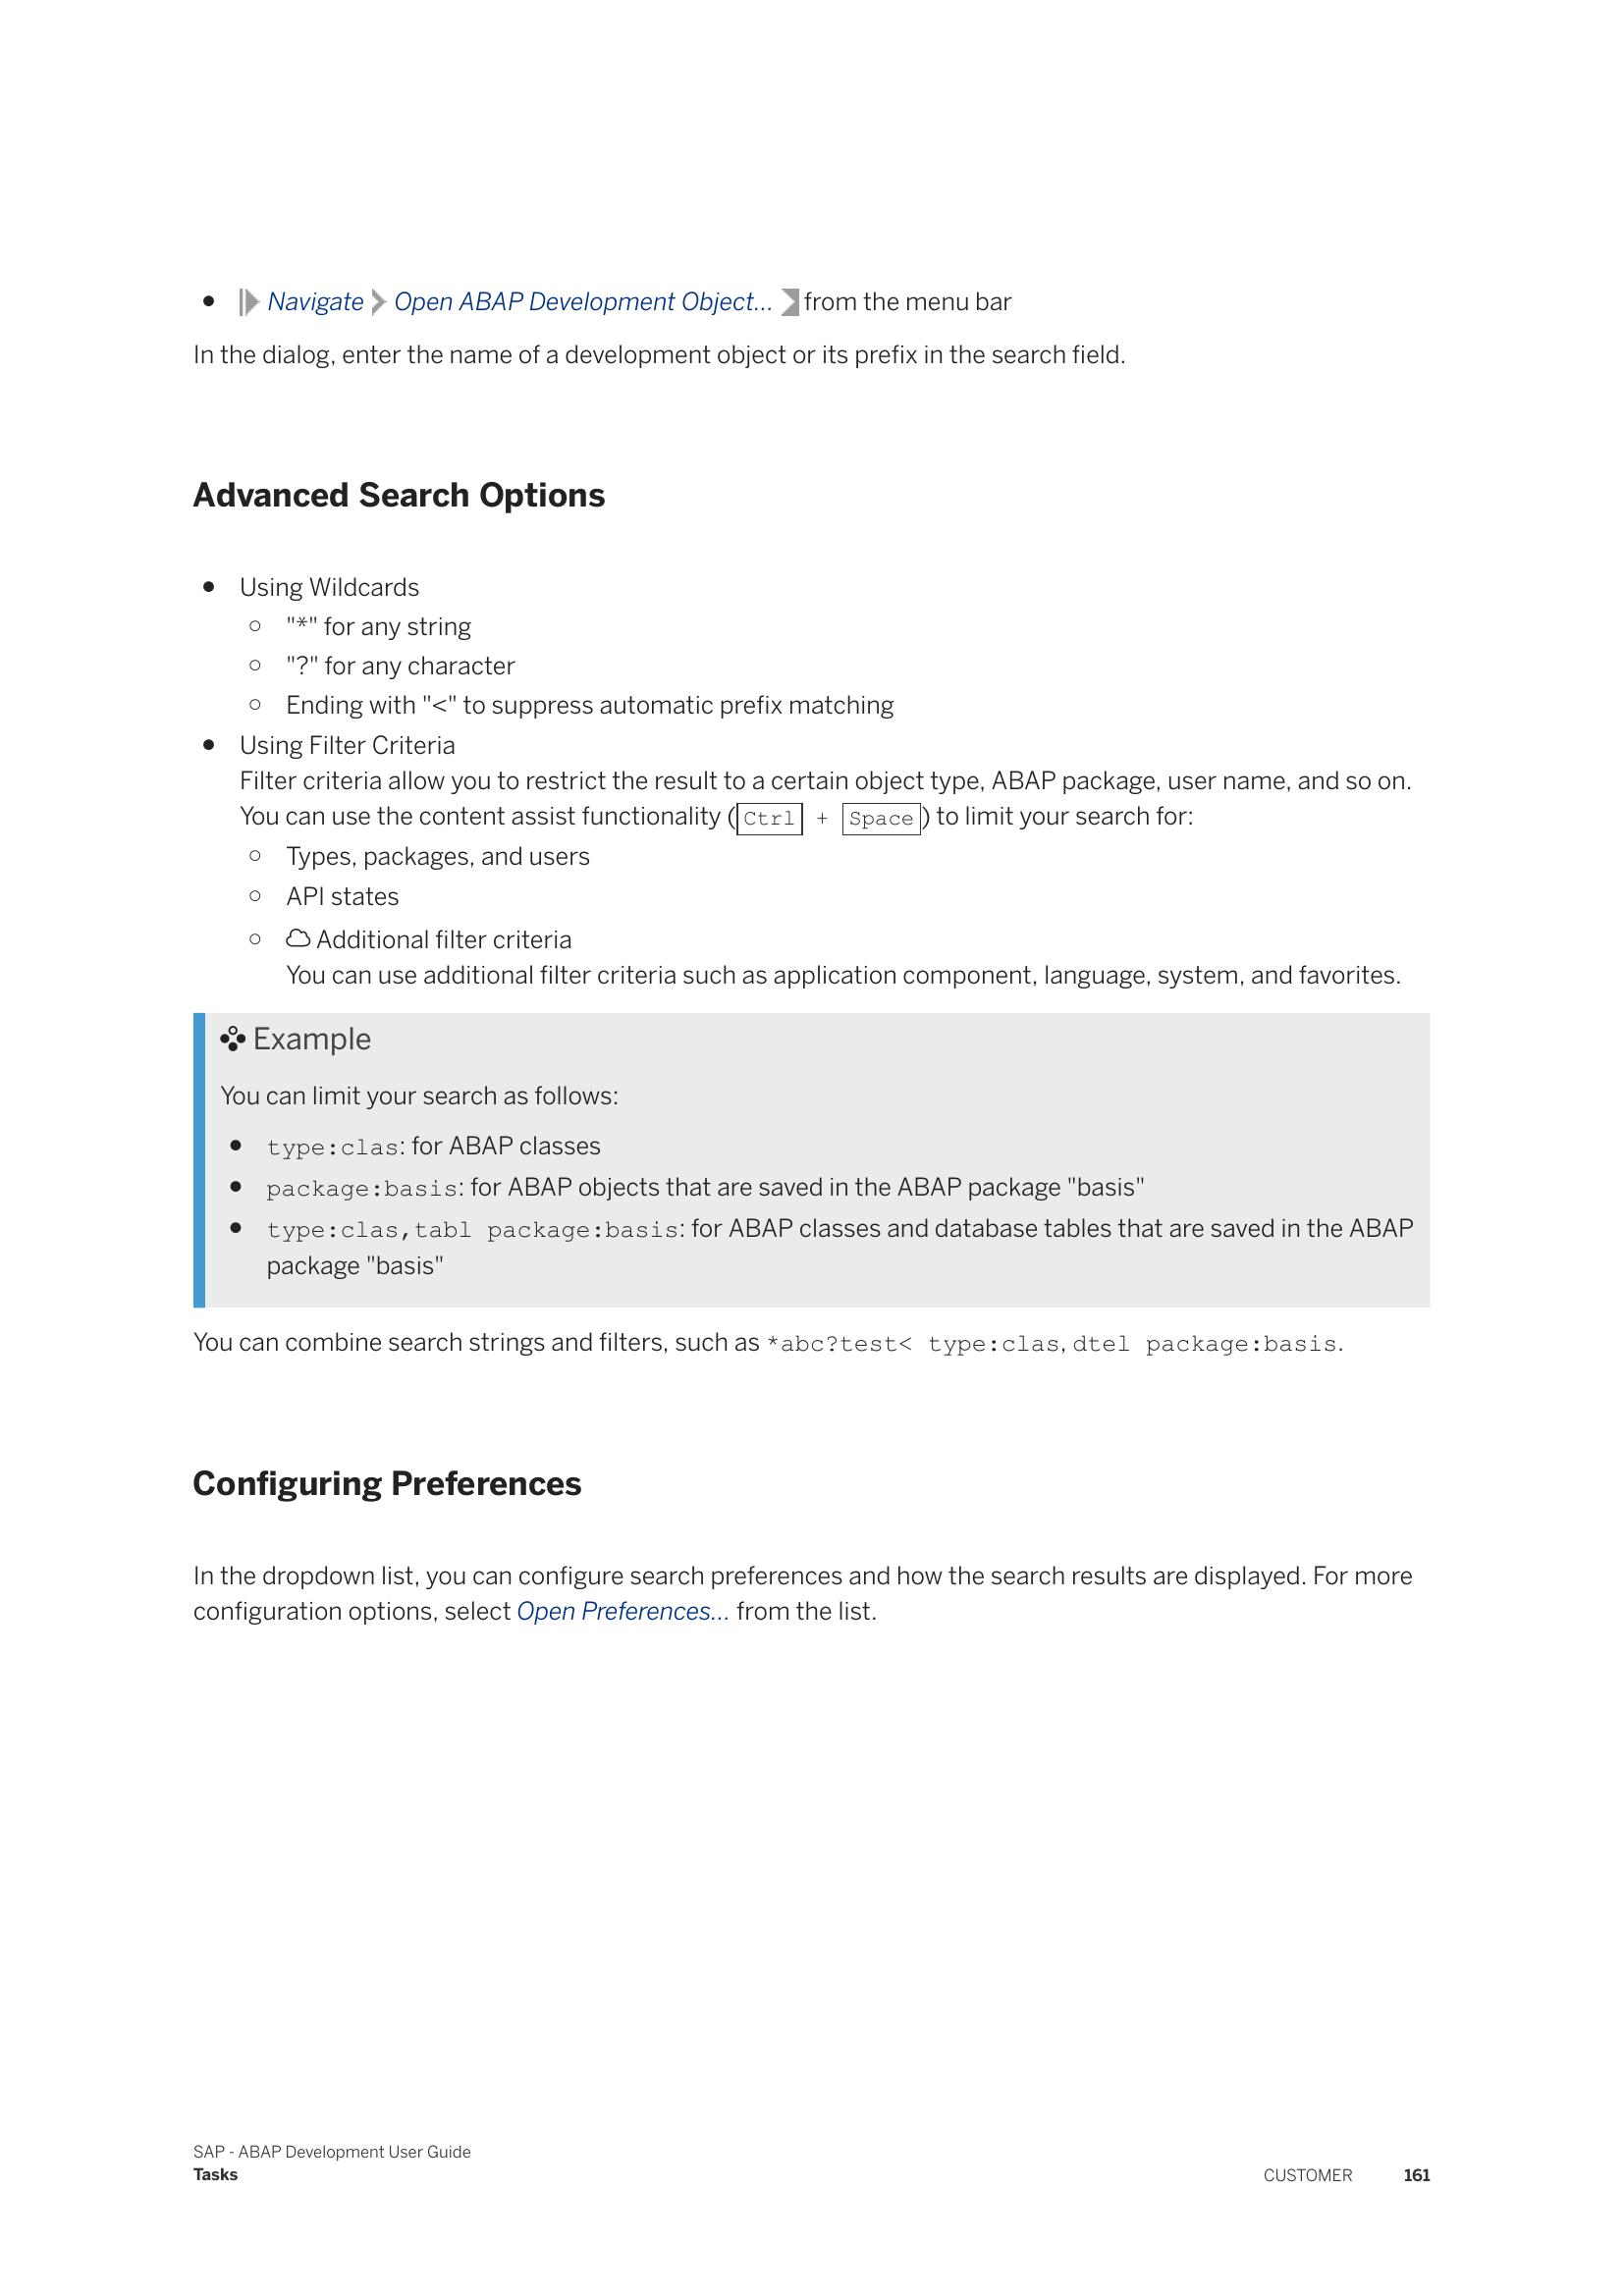 • Navigate Open ABAP Development Object... from the menu bar
In the dialog, enter the name of a development object or its prefix in the search field.
Advanced Search Options
• Using Wildcards
○ "*" for any string
○ "?" for any character
○ Ending with "<" to suppress automatic prefix matching
• Using Filter Criteria
Filter criteria allow you to restrict the result to a certain object type, ABAP package, user name, and so on.
You can use the content assist functionality ( Ctrl + Space ) to limit your search for:
○ Types, packages, and users
○ API states
○ Additional filter criteria
You can use additional filter criteria such as application component, language, system, and favorites.
Example
You can limit your search as follows:
• type:clas: for ABAP classes
• package:basis: for ABAP objects that are saved in the ABAP package "basis"
• type:clas,tabl package:basis: for ABAP classes and database tables that are saved in the ABAP
package "basis"
You can combine search strings and filters, such as *abc?test< type:clas, dtel package:basis.
Configuring Preferences
In the dropdown list, you can configure search preferences and how the search results are displayed. For more
configuration options, select Open Preferences... from the list.
SAP - ABAP Development User Guide
Tasks
CUSTOMER 161